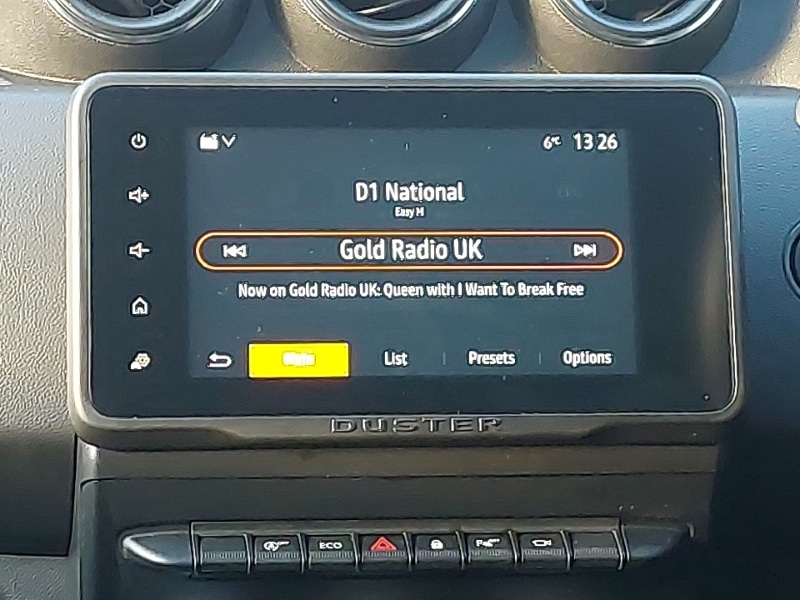 6°C 13 26
D1 National
Easy M
Gold Radio UK
Now on Gold Radio UK: Queen with I Want To Break Free
Main List Presets Options
DUSTER
ECO